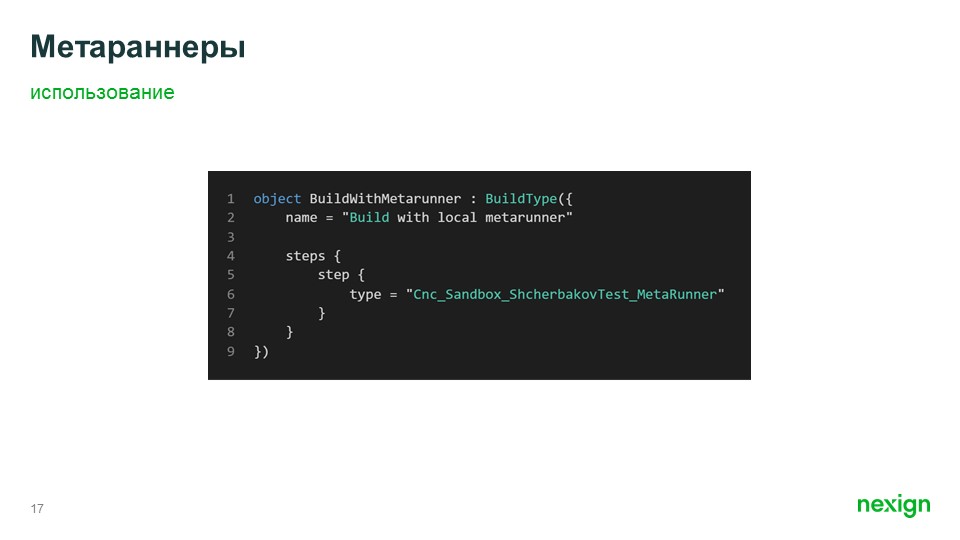 Метараннеры
использование
1 object BuildWithMetarunner : BuildType({
2     name = "Build with local metarunner"
3
4     steps {
5         step {
6             type = "Cnc_Sandbox_ShcherbakovTest_MetaRunner"
7         }
8     }
9 })
17
nexign